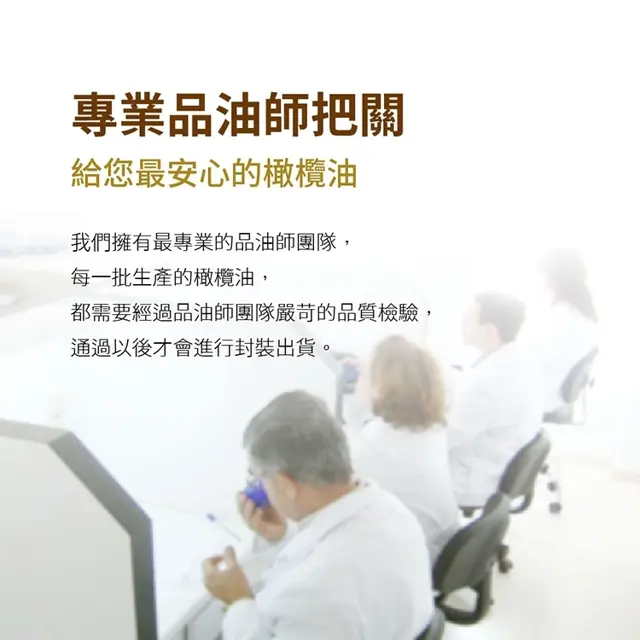 專業品油師把關
給您最安心的橄欖油
我們擁有最專業的品油師團隊，
每一批生產的橄欖油，
都需要經過品油師團隊嚴苛的品質檢驗，
通過以後才會進行封裝出貨。